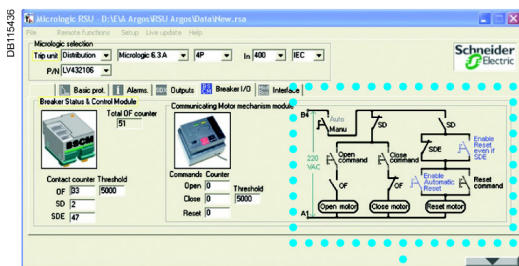 DB115436
Micrologic RSU - D:\E\A Argos\RSU Argos\Data\New.rsa
File Remote functions Setup Live update Help
Micrologic selection
Trip unit Distribution Micrologic 6.3 A 4P In 400 IEC
P/N LV432106
Schneider Electric
Basic prot. Alarms. SDX Outputs Breaker I/O Interface
Breaker Status & Control Module
Total OF counter
51
BSCM
Contact counter Threshold
OF 33 5000
SD 2
SDE 47
Communicating Motor mechanism module
Commands Counter
Open 0 Threshold
Close 0 5000
Reset 0
B4
Auto
Manu
SD
SD
Enable
Reset
even if
SDE
SDE
220
VAC
Open
command
Close
command
Enable
Automatic
Reset
Reset
command
OF
OF
A1
Open motor
Close motor
Reset motor